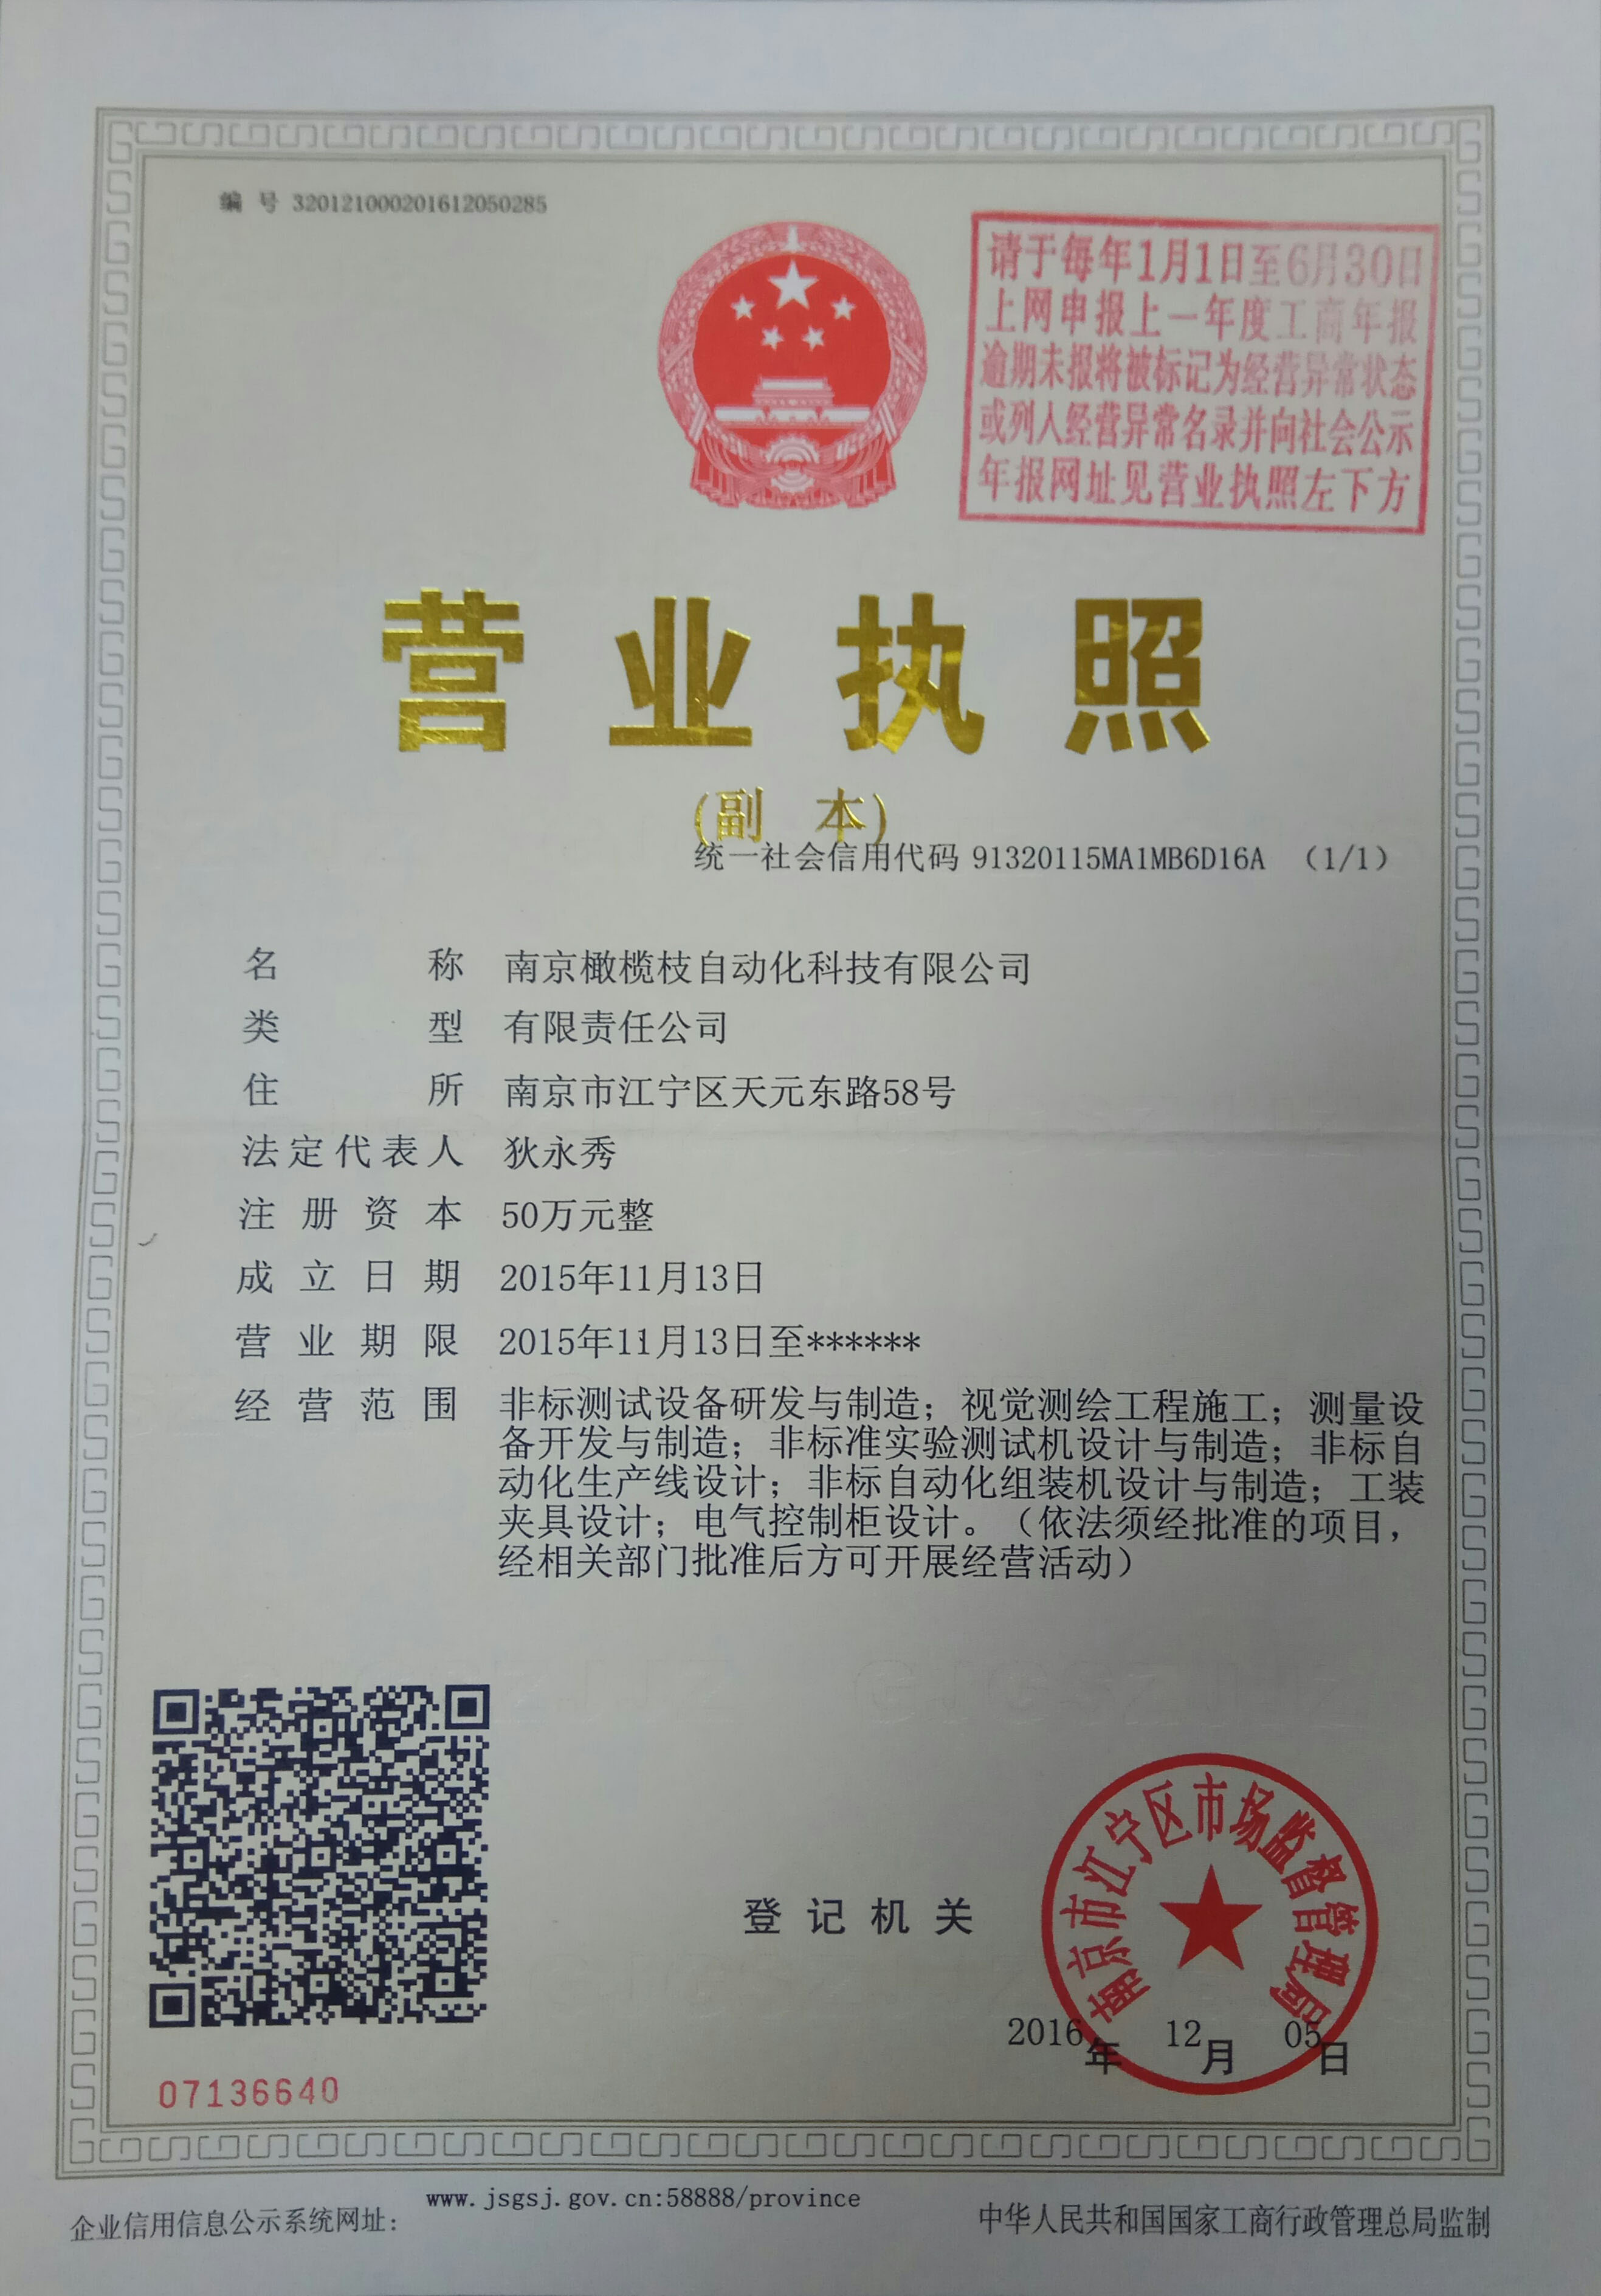 编 号 320121000201612050285
请于每年1月1日至6月30日
上网申报上一年度工商年报
逾期未报将被标记为经营异常状态
或列入经营异常名录并向社会公示
年报网址见营业执照左下方
营业执照
(副 本)
统一社会信用代码 91320115MA1MB6D16A （1/1）
名 称 南京橄榄枝自动化科技有限公司
类 型 有限责任公司
住 所 南京市江宁区天元东路58号
法定代表人 狄永秀
注册资本 50万元整
成立日期 2015年11月13日
营业期限 2015年11月13日至******
经营范围 非标测试设备研发与制造；视觉测绘工程施工；测量设
备开发与制造；非标准实验测试机设计与制造；非标自
动化生产线设计；非标自动化组装机设计与制造；工装
夹具设计；电气控制柜设计。（依法须经批准的项目，
经相关部门批准后方可开展经营活动）
登记机关
南京市江宁区市场监督管理局
2016年 12月 05日
07136640
企业信用信息公示系统网址： www.jsgsj.gov.cn:58888/province
中华人民共和国国家工商行政管理总局监制